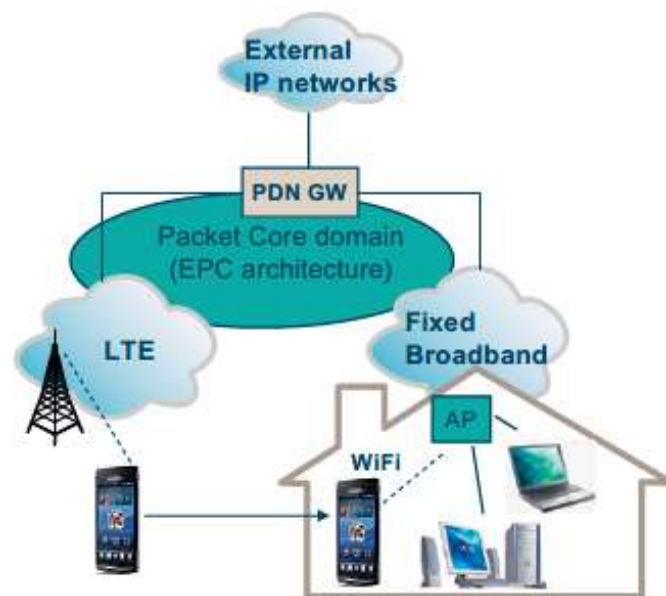 External
IP networks
PDN GW
Packet Core domain
(EPC architecture)
LTE
Fixed
Broadband
AP
WiFi